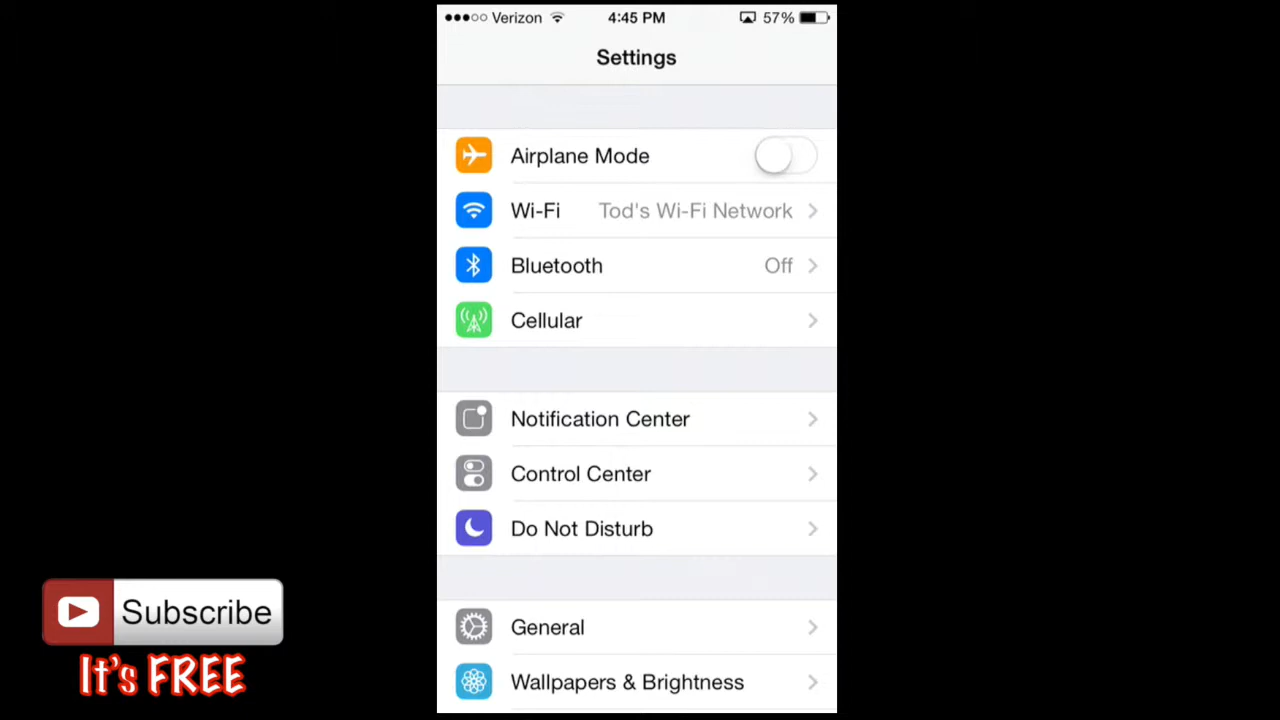 Verizon 4:45 PM 57%
Settings
Airplane Mode
Wi-Fi Tod's Wi-Fi Network
Bluetooth Off
Cellular
Notification Center
Control Center
Do Not Disturb
General
Wallpapers & Brightness
Subscribe
It's FREE